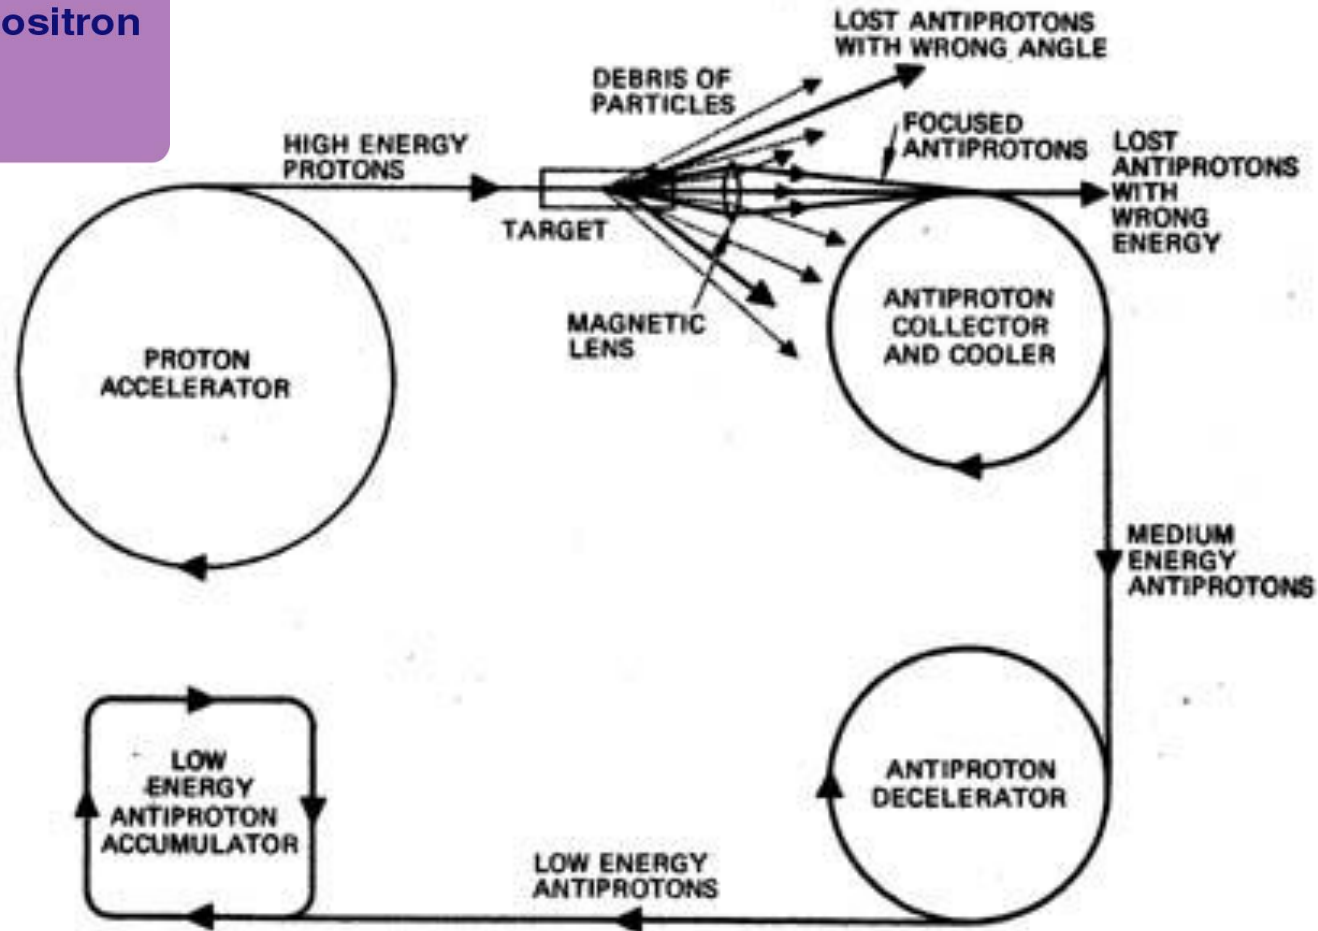 ositron
LOST ANTIPROTONS
WITH WRONG ANGLE
DEBRIS OF
PARTICLES
HIGH ENERGY
PROTONS
FOCUSED
ANTIPROTONS
LOST
ANTIPROTONS
WITH
WRONG
ENERGY
TARGET
MAGNETIC
LENS
PROTON
ACCELERATOR
ANTIPROTON
COLLECTOR
AND COOLER
MEDIUM
ENERGY
ANTIPROTONS
LOW
ENERGY
ANTIPROTON
ACCUMULATOR
ANTIPROTON
DECELERATOR
LOW ENERGY
ANTIPROTONS